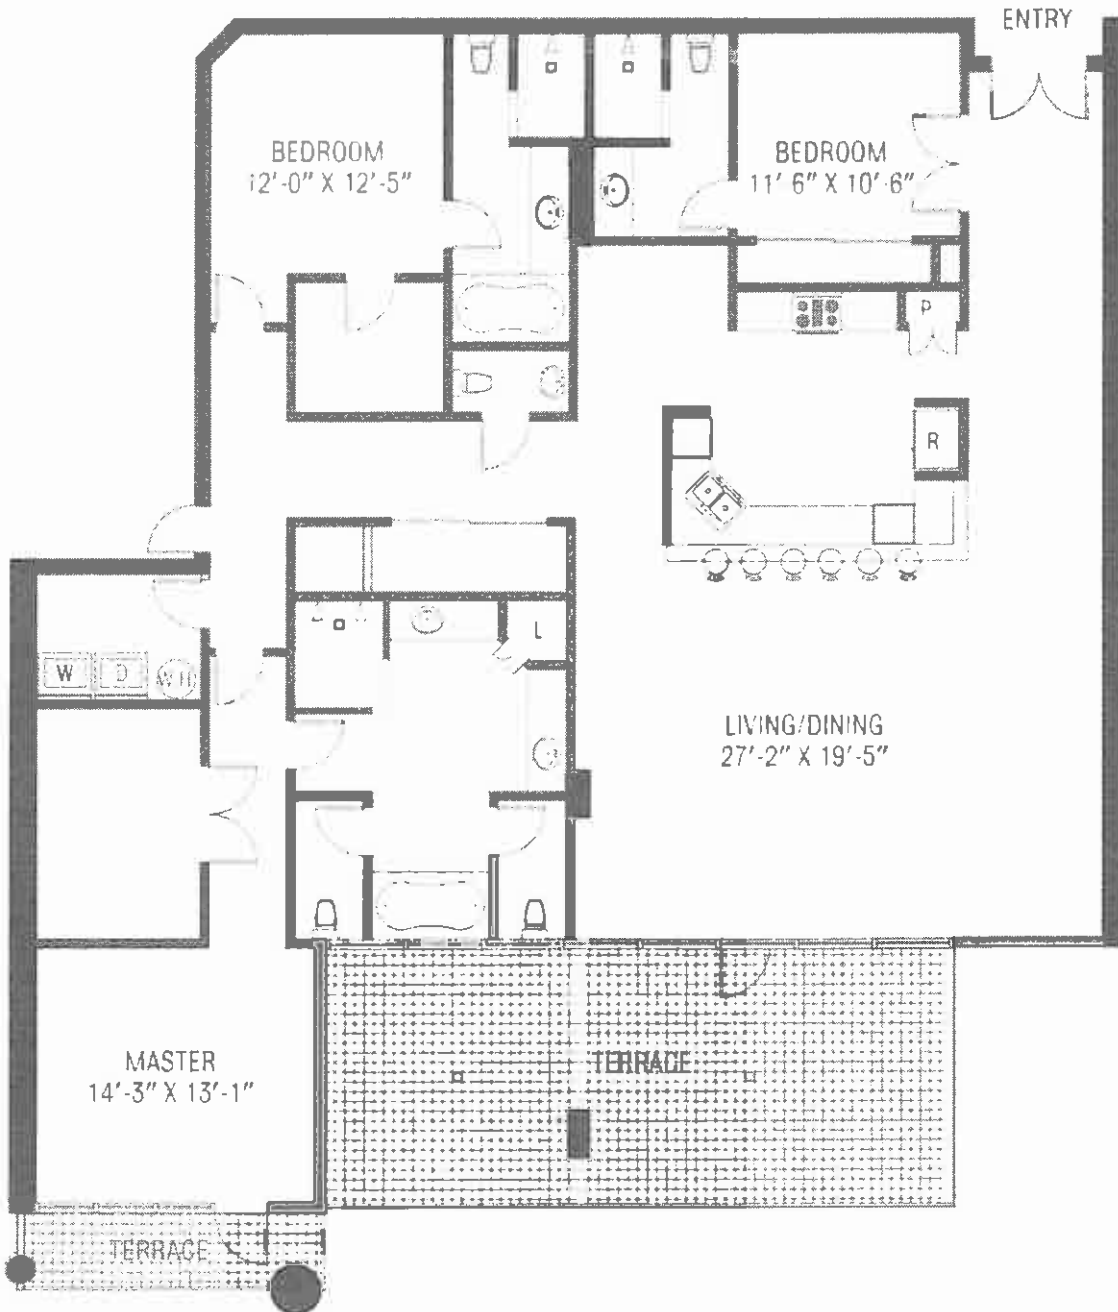 ENTRY
BEDROOM
12'-0" X 12'-5"
BEDROOM
11' 6" X 10'-6"
P
R
W
D
WH
L
LIVING/DINING
27'-2" X 19'-5"
MASTER
14'-3" X 13'-1"
TERRACE
TERRACE